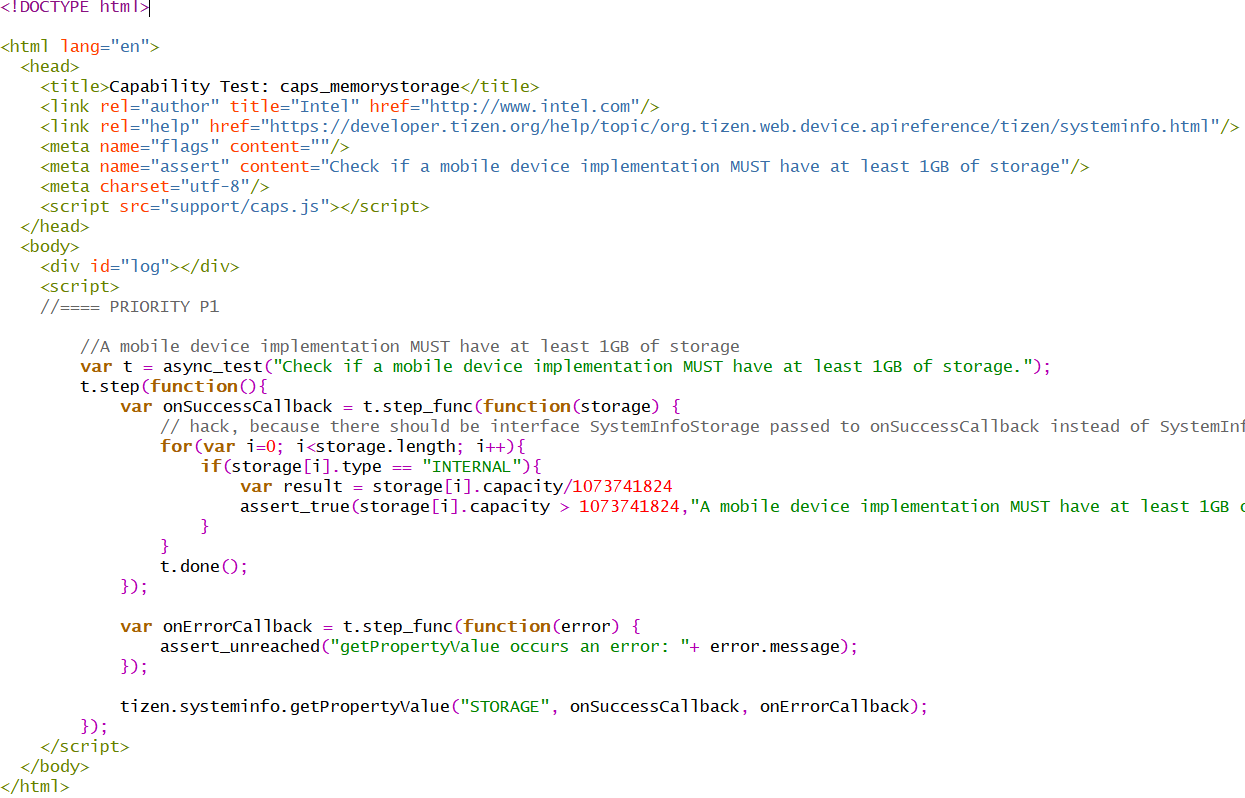 <!DOCTYPE html>
<html lang="en">
<head>
<title>Capability Test: caps_memorystorage</title>
<link rel="author" title="Intel" href="http://www.intel.com"/>
<link rel="help" href="https://developer.tizen.org/help/topic/org.tizen.web.device.apireference/tizen/systeminfo.html"/>
<meta name="flags" content=""/>
<meta name="assert" content="Check if a mobile device implementation MUST have at least 1GB of storage"/>
<meta charset="utf-8"/>
<script src="support/caps.js"></script>
</head>
<body>
<div id="log"></div>
<script>
//==== PRIORITY P1
//A mobile device implementation MUST have at least 1GB of storage
var t = async_test("Check if a mobile device implementation MUST have at least 1GB of storage.");
t.step(function(){
var onSuccessCallback = t.step_func(function(storage) {
// hack, because there should be interface SystemInfoStorage passed to onSuccessCallback instead of SystemInf
for(var i=0; i<storage.length; i++){
if(storage[i].type == "INTERNAL"){
var result = storage[i].capacity/1073741824
assert_true(storage[i].capacity > 1073741824,"A mobile device implementation MUST have at least 1GB
}
}
t.done();
});
var onErrorCallback = t.step_func(function(error) {
assert_unreached("getPropertyValue occurs an error: "+ error.message);
});
tizen.systeminfo.getPropertyValue("STORAGE", onSuccessCallback, onErrorCallback);
});
</script>
</body>
</html>